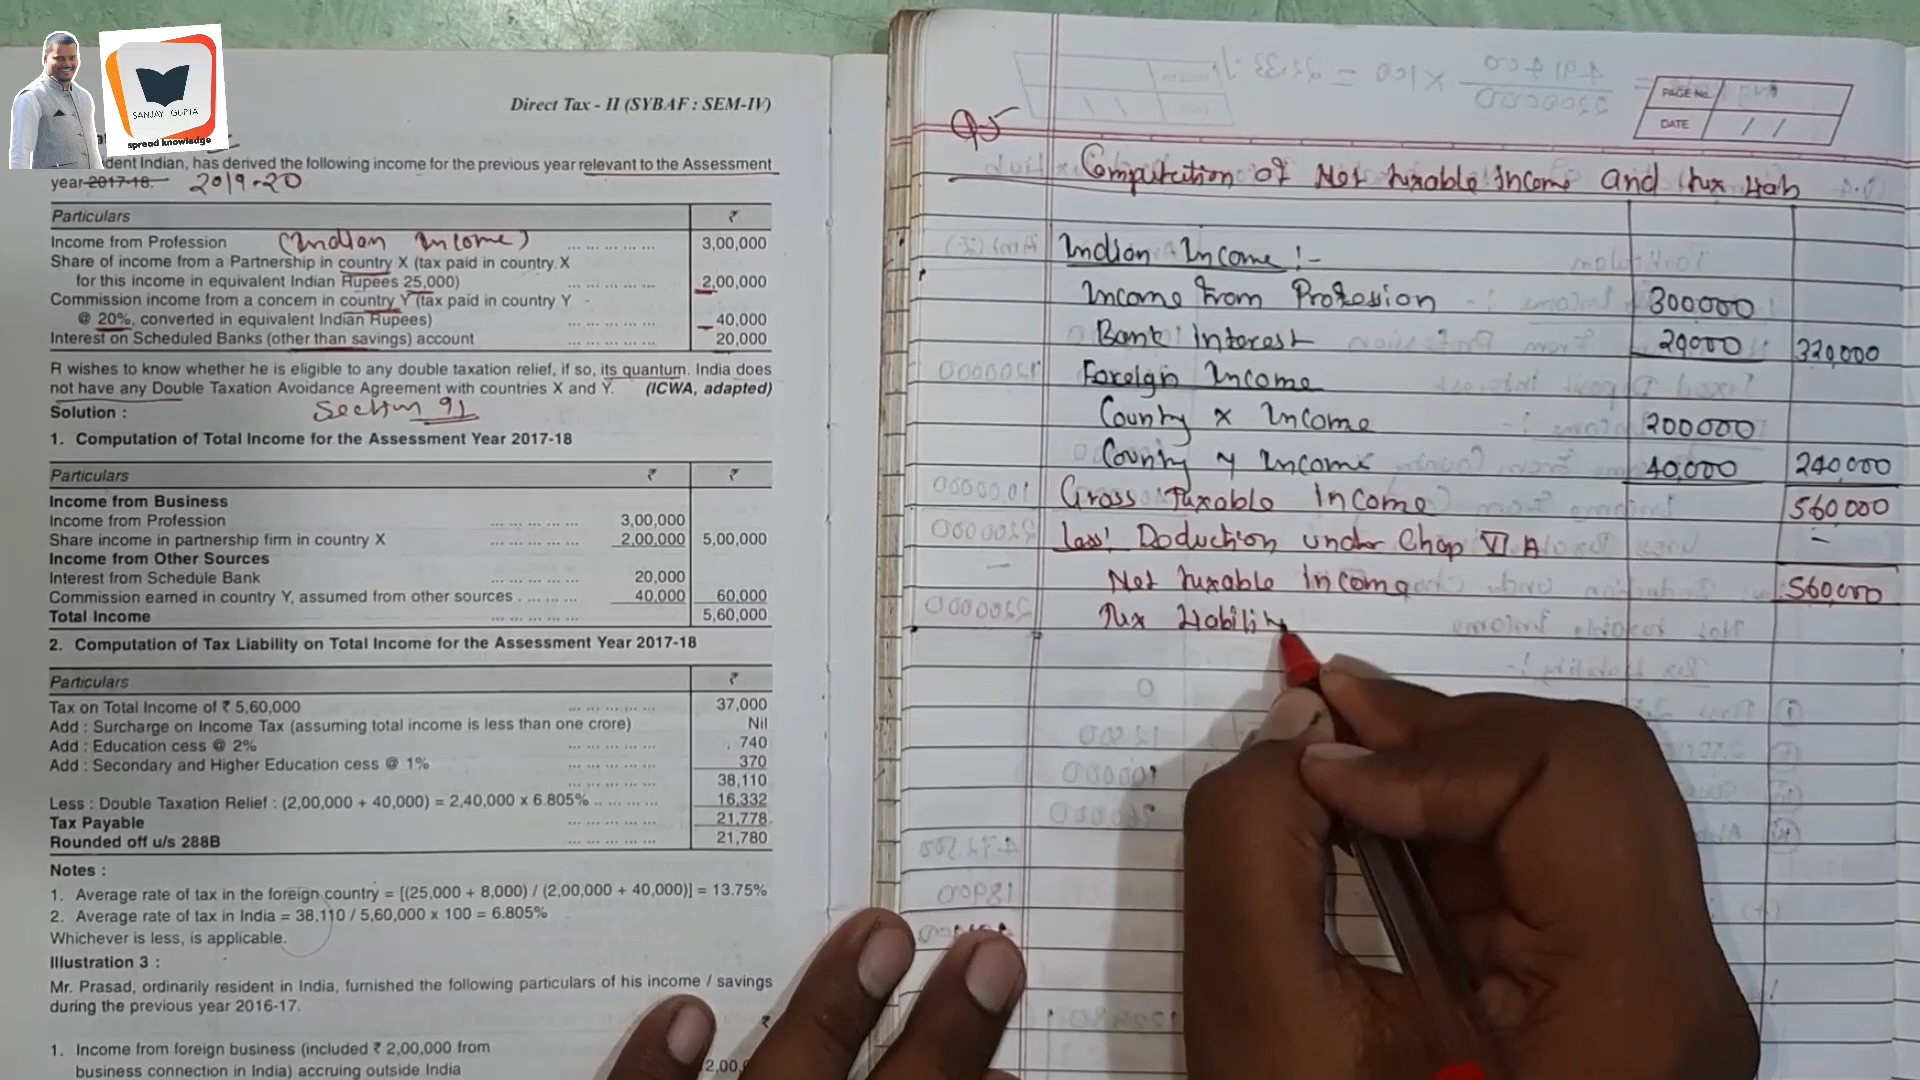 SANJAY GUPTA
spread knowledge
Direct Tax - II (SYBAF : SEM-IV)
dent Indian, has derived the following income for the previous year relevant to the Assessment
year 2017-18. 2019-20
Particulars ₹
Income from Profession (Indian Income) ... ... ... ... ... 3,00,000
Share of income from a Partnership in country X (tax paid in country X
for this income in equivalent Indian Rupees 25,000) ... ... ... ... ... 2,00,000
Commission income from a concern in country Y (tax paid in country Y
@ 20%, converted in equivalent Indian Rupees) ... ... ... ... ... 40,000
Interest on Scheduled Banks (other than savings) account ... ... ... ... ... 20,000
R wishes to know whether he is eligible to any double taxation relief, if so, its quantum. India does
not have any Double Taxation Avoidance Agreement with countries X and Y. (ICWA, adapted)
Solution : Section 91
1. Computation of Total Income for the Assessment Year 2017-18
Particulars ₹ ₹
Income from Business
Income from Profession ... ... ... ... ... 3,00,000
Share income in partnership firm in country X ... ... ... ... ... 2,00,000 5,00,000
Income from Other Sources
Interest from Schedule Bank 20,000
Commission earned in country Y, assumed from other sources . ... ... ... ... 40,000 60,000
Total Income 5,60,000
2. Computation of Tax Liability on Total Income for the Assessment Year 2017-18
Particulars ₹
Tax on Total Income of ₹ 5,60,000 ... ... ... ... ... 37,000
Add : Surcharge on Income Tax (assuming total income is less than one crore) Nil
Add : Education cess @ 2% ... ... ... ... ... 740
Add : Secondary and Higher Education cess @ 1% ... ... ... ... ... 370
... ... ... ... ... 38,110
Less : Double Taxation Relief : (2,00,000 + 40,000) = 2,40,000 x 6.805% .. ... ... ... 16,332
Tax Payable ... ... ... ... ... 21,778
Rounded off u/s 288B ... ... ... ... ... 21,780
Notes :
1. Average rate of tax in the foreign country = [(25,000 + 8,000) / (2,00,000 + 40,000)] = 13.75%
2. Average rate of tax in India = 38,110 / 5,60,000 x 100 = 6.805%
Whichever is less, is applicable.
Illustration 3 :
Mr. Prasad, ordinarily resident in India, furnished the following particulars of his income / savings
during the previous year 2016-17.
₹
1. Income from foreign business (included ₹ 2,00,000 from
business connection in India) accruing outside India
PAGE No.
DATE / /
Q-5
Computation of Net taxable income and tax liab
Indian Income :-
Income from Profession 300000
Bank interest 20000 320000
Foreign Income
County X Income 200000
County Y Income 40,000 240,000
Gross taxable income 560000
Less: Deduction under Chap VI A -
Net taxable income 560,000
Tax liability